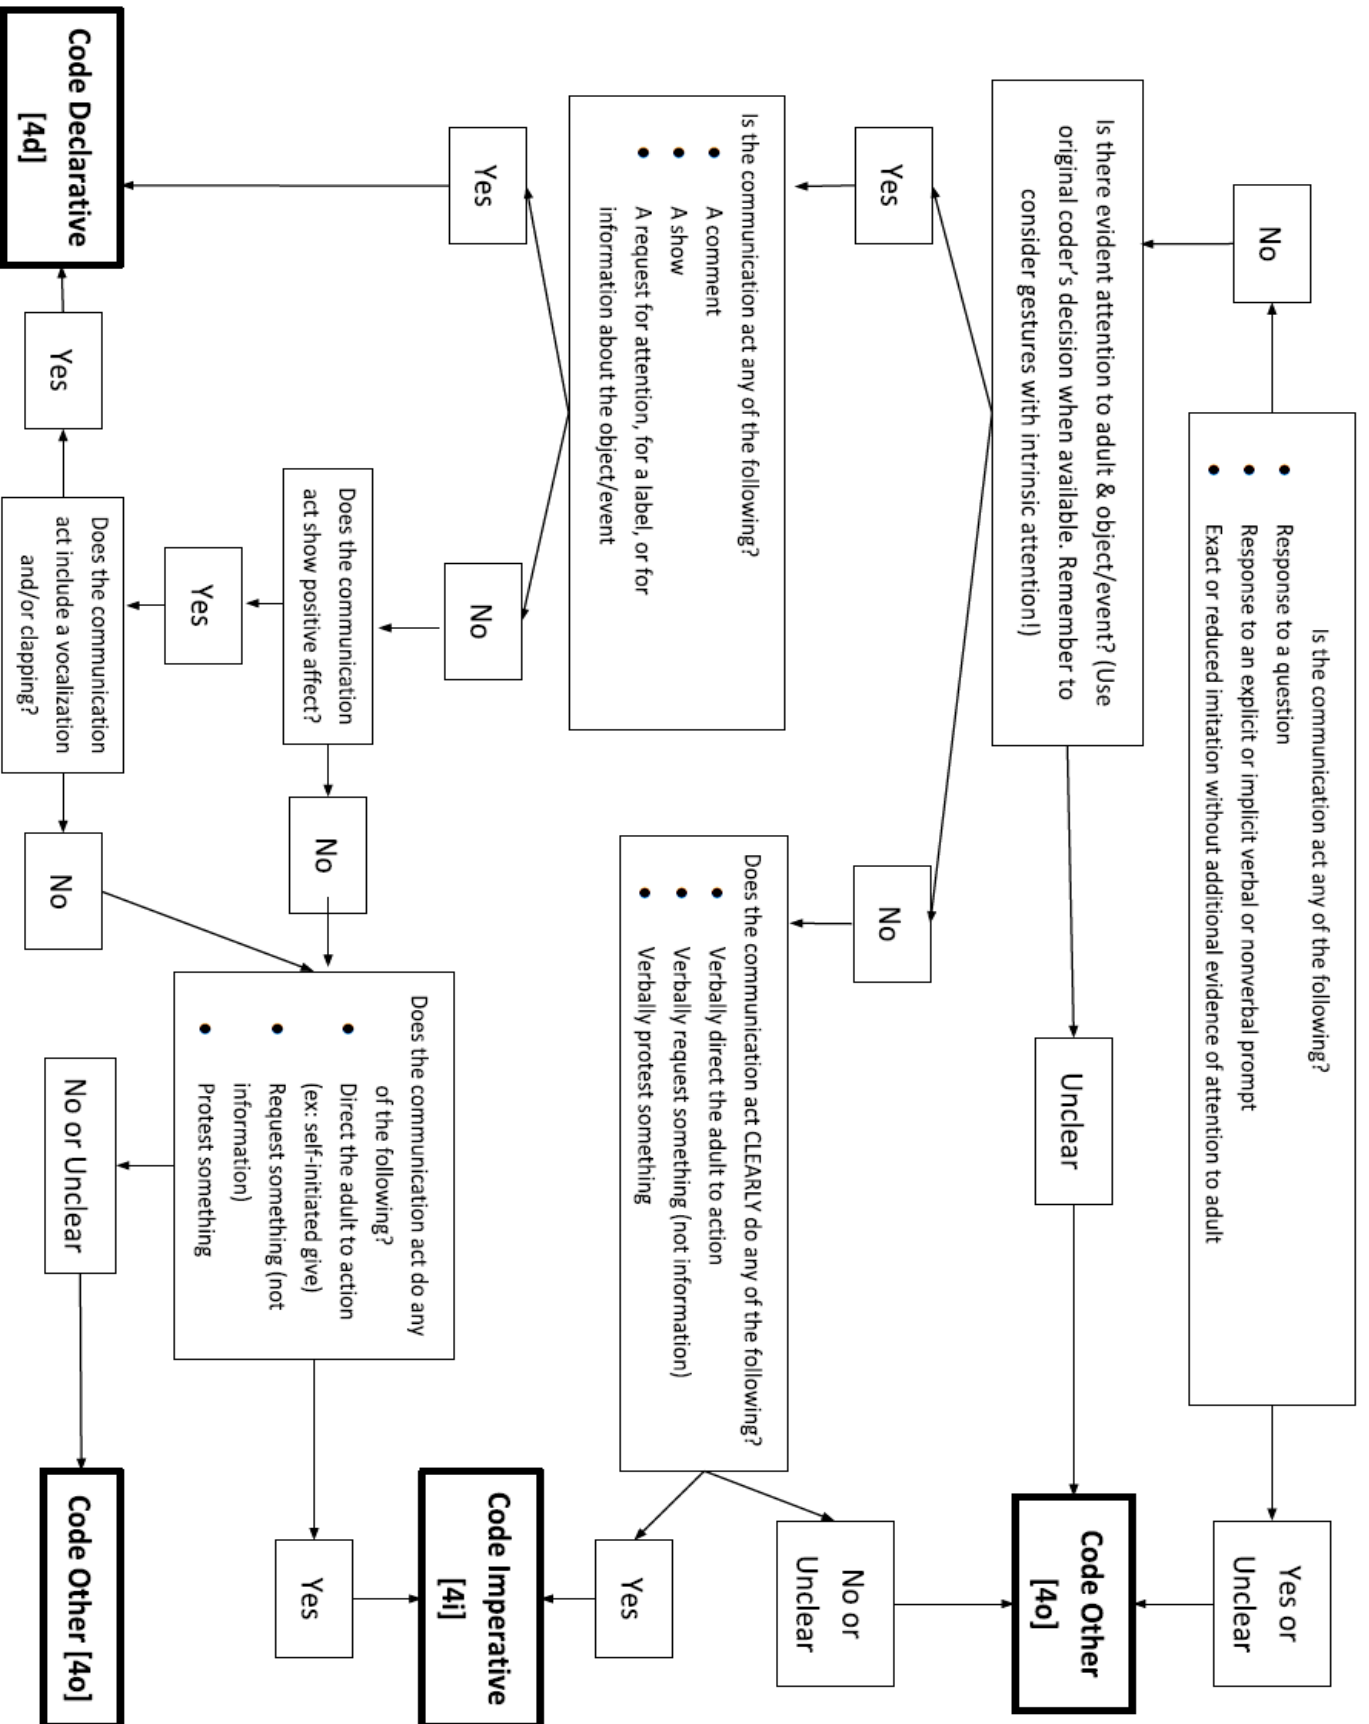 Is the communication act any of the following?
• Response to a question
• Response to an explicit or implicit verbal or nonverbal prompt
• Exact or reduced imitation without additional evidence of attention to adult
No
Yes or
Unclear
Is there evident attention to adult & object/event? (Use
original coder's decision when available. Remember to
consider gestures with intrinsic attention!)
Unclear
Code Other
[4o]
Yes
No
No or
Unclear
Is the communication act any of the following?
• A comment
• A show
• A request for attention, for a label, or for
information about the object/event
Does the communication act CLEARLY do any of the following?
• Verbally direct the adult to action
• Verbally request something (not information)
• Verbally protest something
Yes
Yes
No
Code Imperative
[4i]
Does the communication
act show positive affect?
No
Does the communication act do any
of the following?
• Direct the adult to action
(ex: self-initiated give)
• Request something (not
information)
• Protest something
Yes
Yes
Code Declarative
[4d]
Yes
Does the communication
act include a vocalization
and/or clapping?
No
No or Unclear
Code Other [4o]